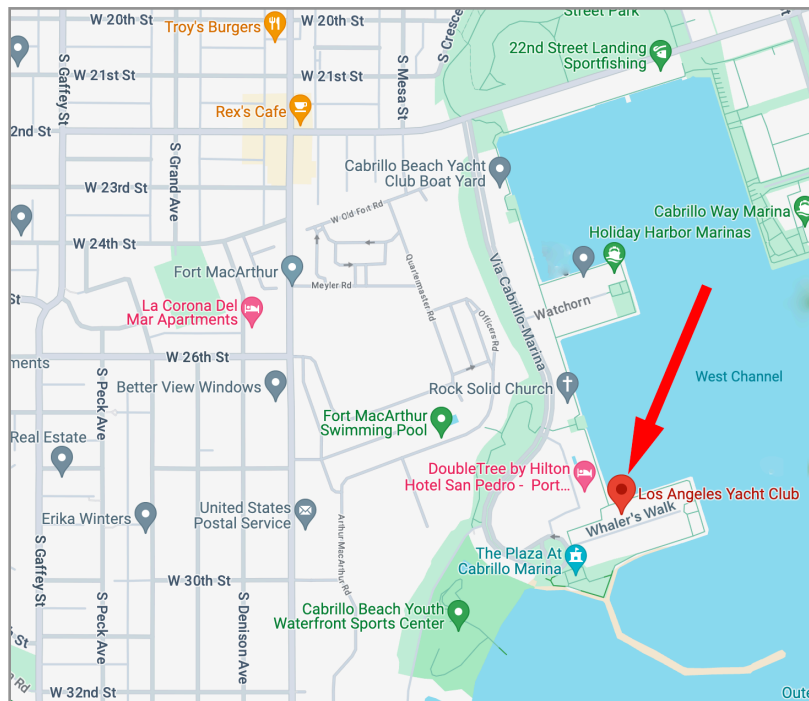 W 20th St
Troy's Burgers
W 20th St
S Cresce
Street Park
22nd Street Landing
Sportfishing
S Gaffey St
W 21st St
W 21st St
S Mesa St
Rex's Cafe
2nd St
S Grand Ave
Cabrillo Beach Yacht
Club Boat Yard
W 23rd St
W Old Fort Rd
Cabrillo Way Marina
Holiday Harbor Marinas
W 24th St
Via Cabrillo-Marina
Fort MacArthur
Meyler Rd
Quartermaster Rd
Officers Rd
Watchorn
St
La Corona Del
Mar Apartments
W 26th St
ments
West Channel
S Peck Ave
Better View Windows
Rock Solid Church
Fort MacArthur
Swimming Pool
Real Estate
DoubleTree by Hilton
Hotel San Pedro - Port...
Los Angeles Yacht Club
Whaler's Walk
Erika Winters
United States
Postal Service
Arthur MacArthur Rd
S Gaffey St
The Plaza At
Cabrillo Marina
W 30th St
S Peck Ave
S Denison Ave
Cabrillo Beach Youth
Waterfront Sports Center
St
Rd
W 32nd St
Oute